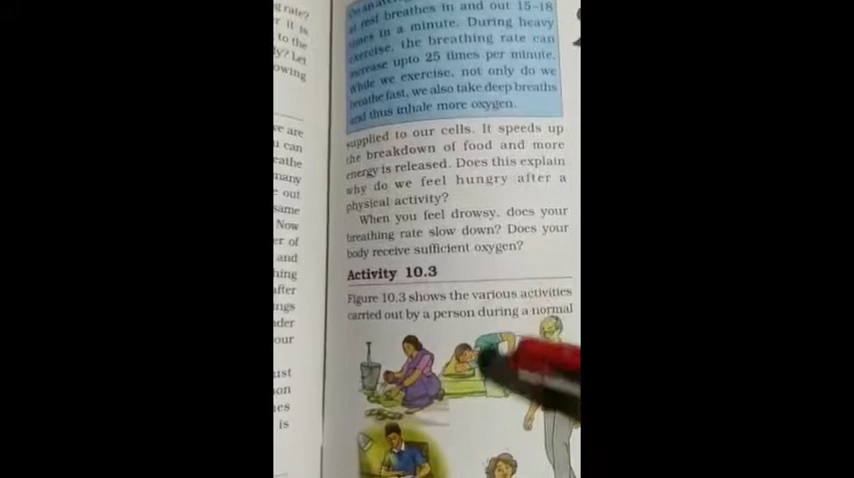 g rate?
r it is
to the
y? Let
owing
e are
u can
eathe
many
e out
same
Now
er of
and
hing
after
ngs
nder
our
ust
on
es
is
On an average
at rest breathes in and out 15–18
times in a minute. During heavy
exercise, the breathing rate can
increase upto 25 times per minute.
While we exercise, not only do we
breathe fast, we also take deep breaths
and thus inhale more oxygen.
supplied to our cells. It speeds up
the breakdown of food and more
energy is released. Does this explain
why do we feel hungry after a
physical activity?
When you feel drowsy, does your
breathing rate slow down? Does your
body receive sufficient oxygen?
Activity 10.3
Figure 10.3 shows the various activities
carried out by a person during a normal